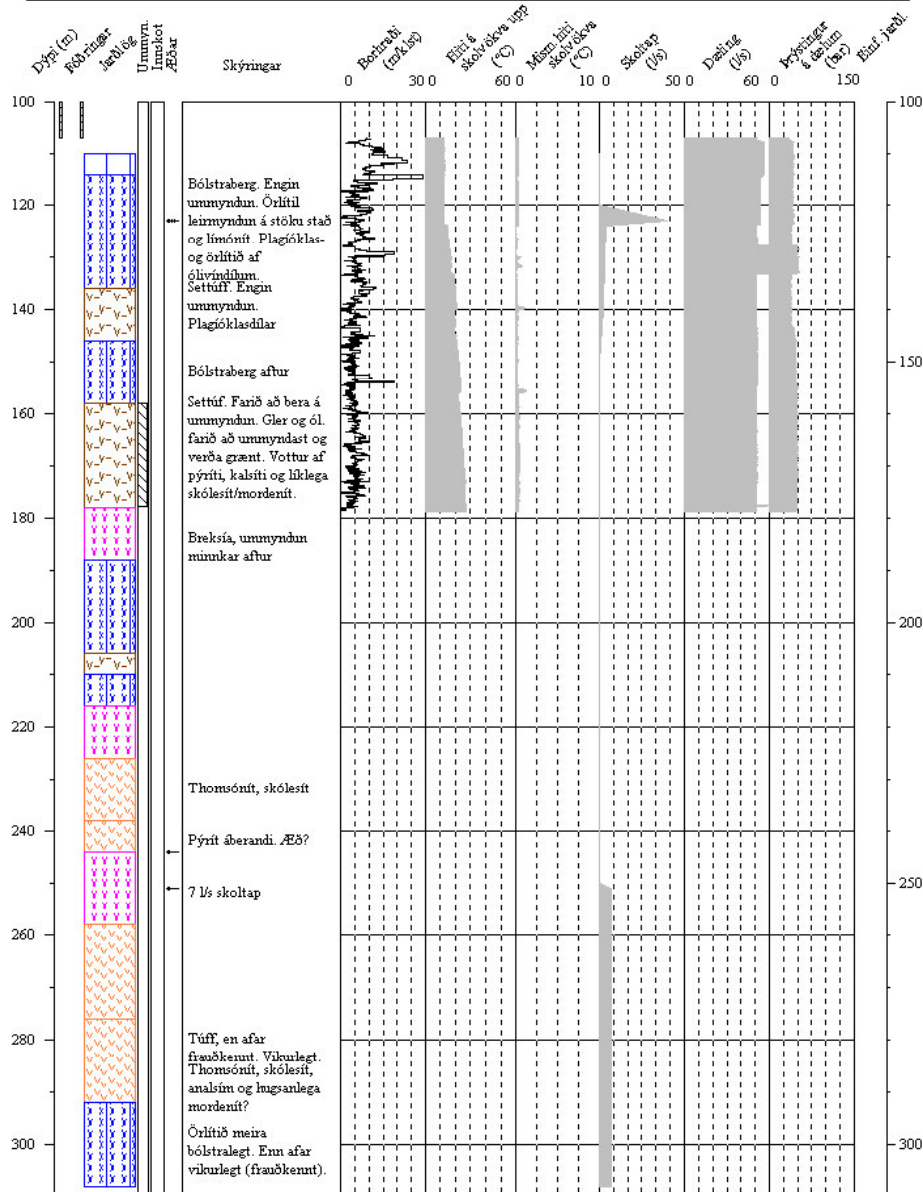 Dýpi (m)
Fóðringar
Jarðlög
Ummyn.
Innskot
Æðar
Skýringar
Borhraði
(m/klst)
0 30
Hiti á
skolvökva upp
(°C)
0 60
Mism. hiti
skolvökva
(°C)
0 10
Skoltap
(l/s)
0 50
Dæling
(l/s)
0 60
Þrýstingur
á dælum
(bar)
0 150
Einf. jarðl.
100
120
140
160
180
200
220
240
260
280
300
Bólstraberg. Engin
ummyndun. Örlítil
leirmyndun á stöku stað
og límónít. Plagíóklas-
og örlítið af
ólivíndílum.
Settúff. Engin
ummyndun.
Plagíóklasdílar
Bólstraberg aftur
Settúf. Farið að bera á
ummyndun. Gler og ól.
farið að ummyndast og
verða grænt. Vottur af
pýríti, kalsíti og líklega
skólesít/mordenít.
Breksía, ummyndun
minnkar aftur
Thomsónít, skólesít
Pýrít áberandi. Æð?
7 l/s skoltap
Túff, en afar
frauðkennt. Vikurlegt.
Thomsónít, skólesít,
analsím og hugsanlega
mordenít?
Örlítið meira
bólstralegt. Enn afar
vikurlegt (frauðkennt).
100
150
200
250
300